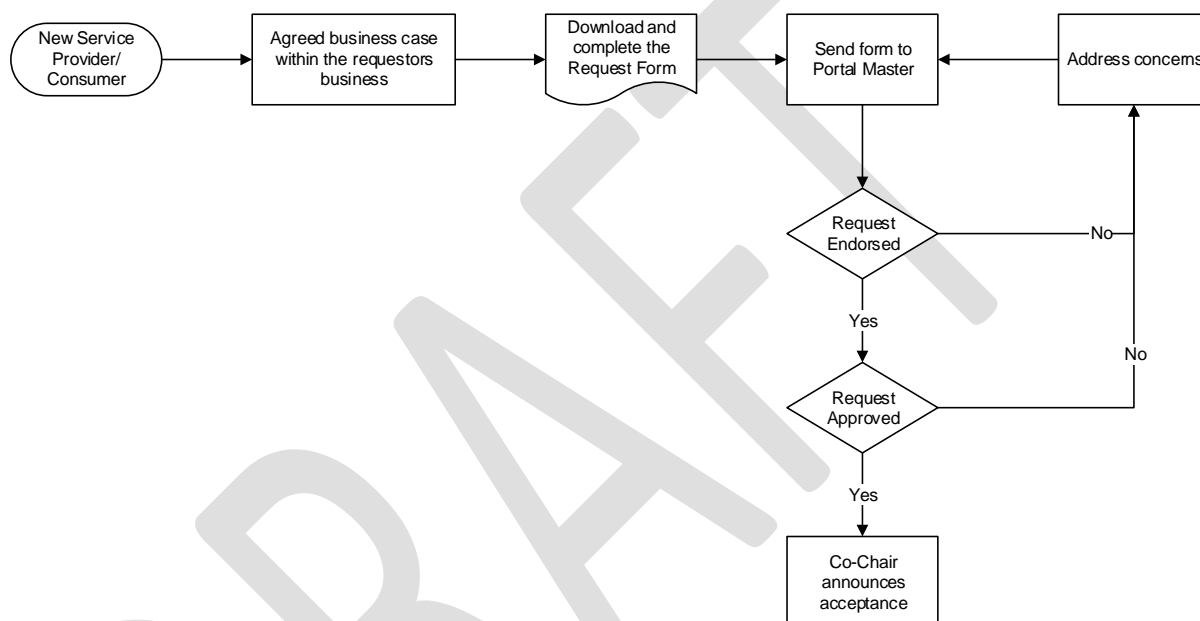 New Service
Provider/
Consumer
Agreed business case
within the requestors
business
Download and
complete the
Request Form
Send form to
Portal Master
Address concerns
Request
Endorsed
No
Yes
No
Request
Approved
Yes
Co-Chair
announces
acceptance
DRAFT